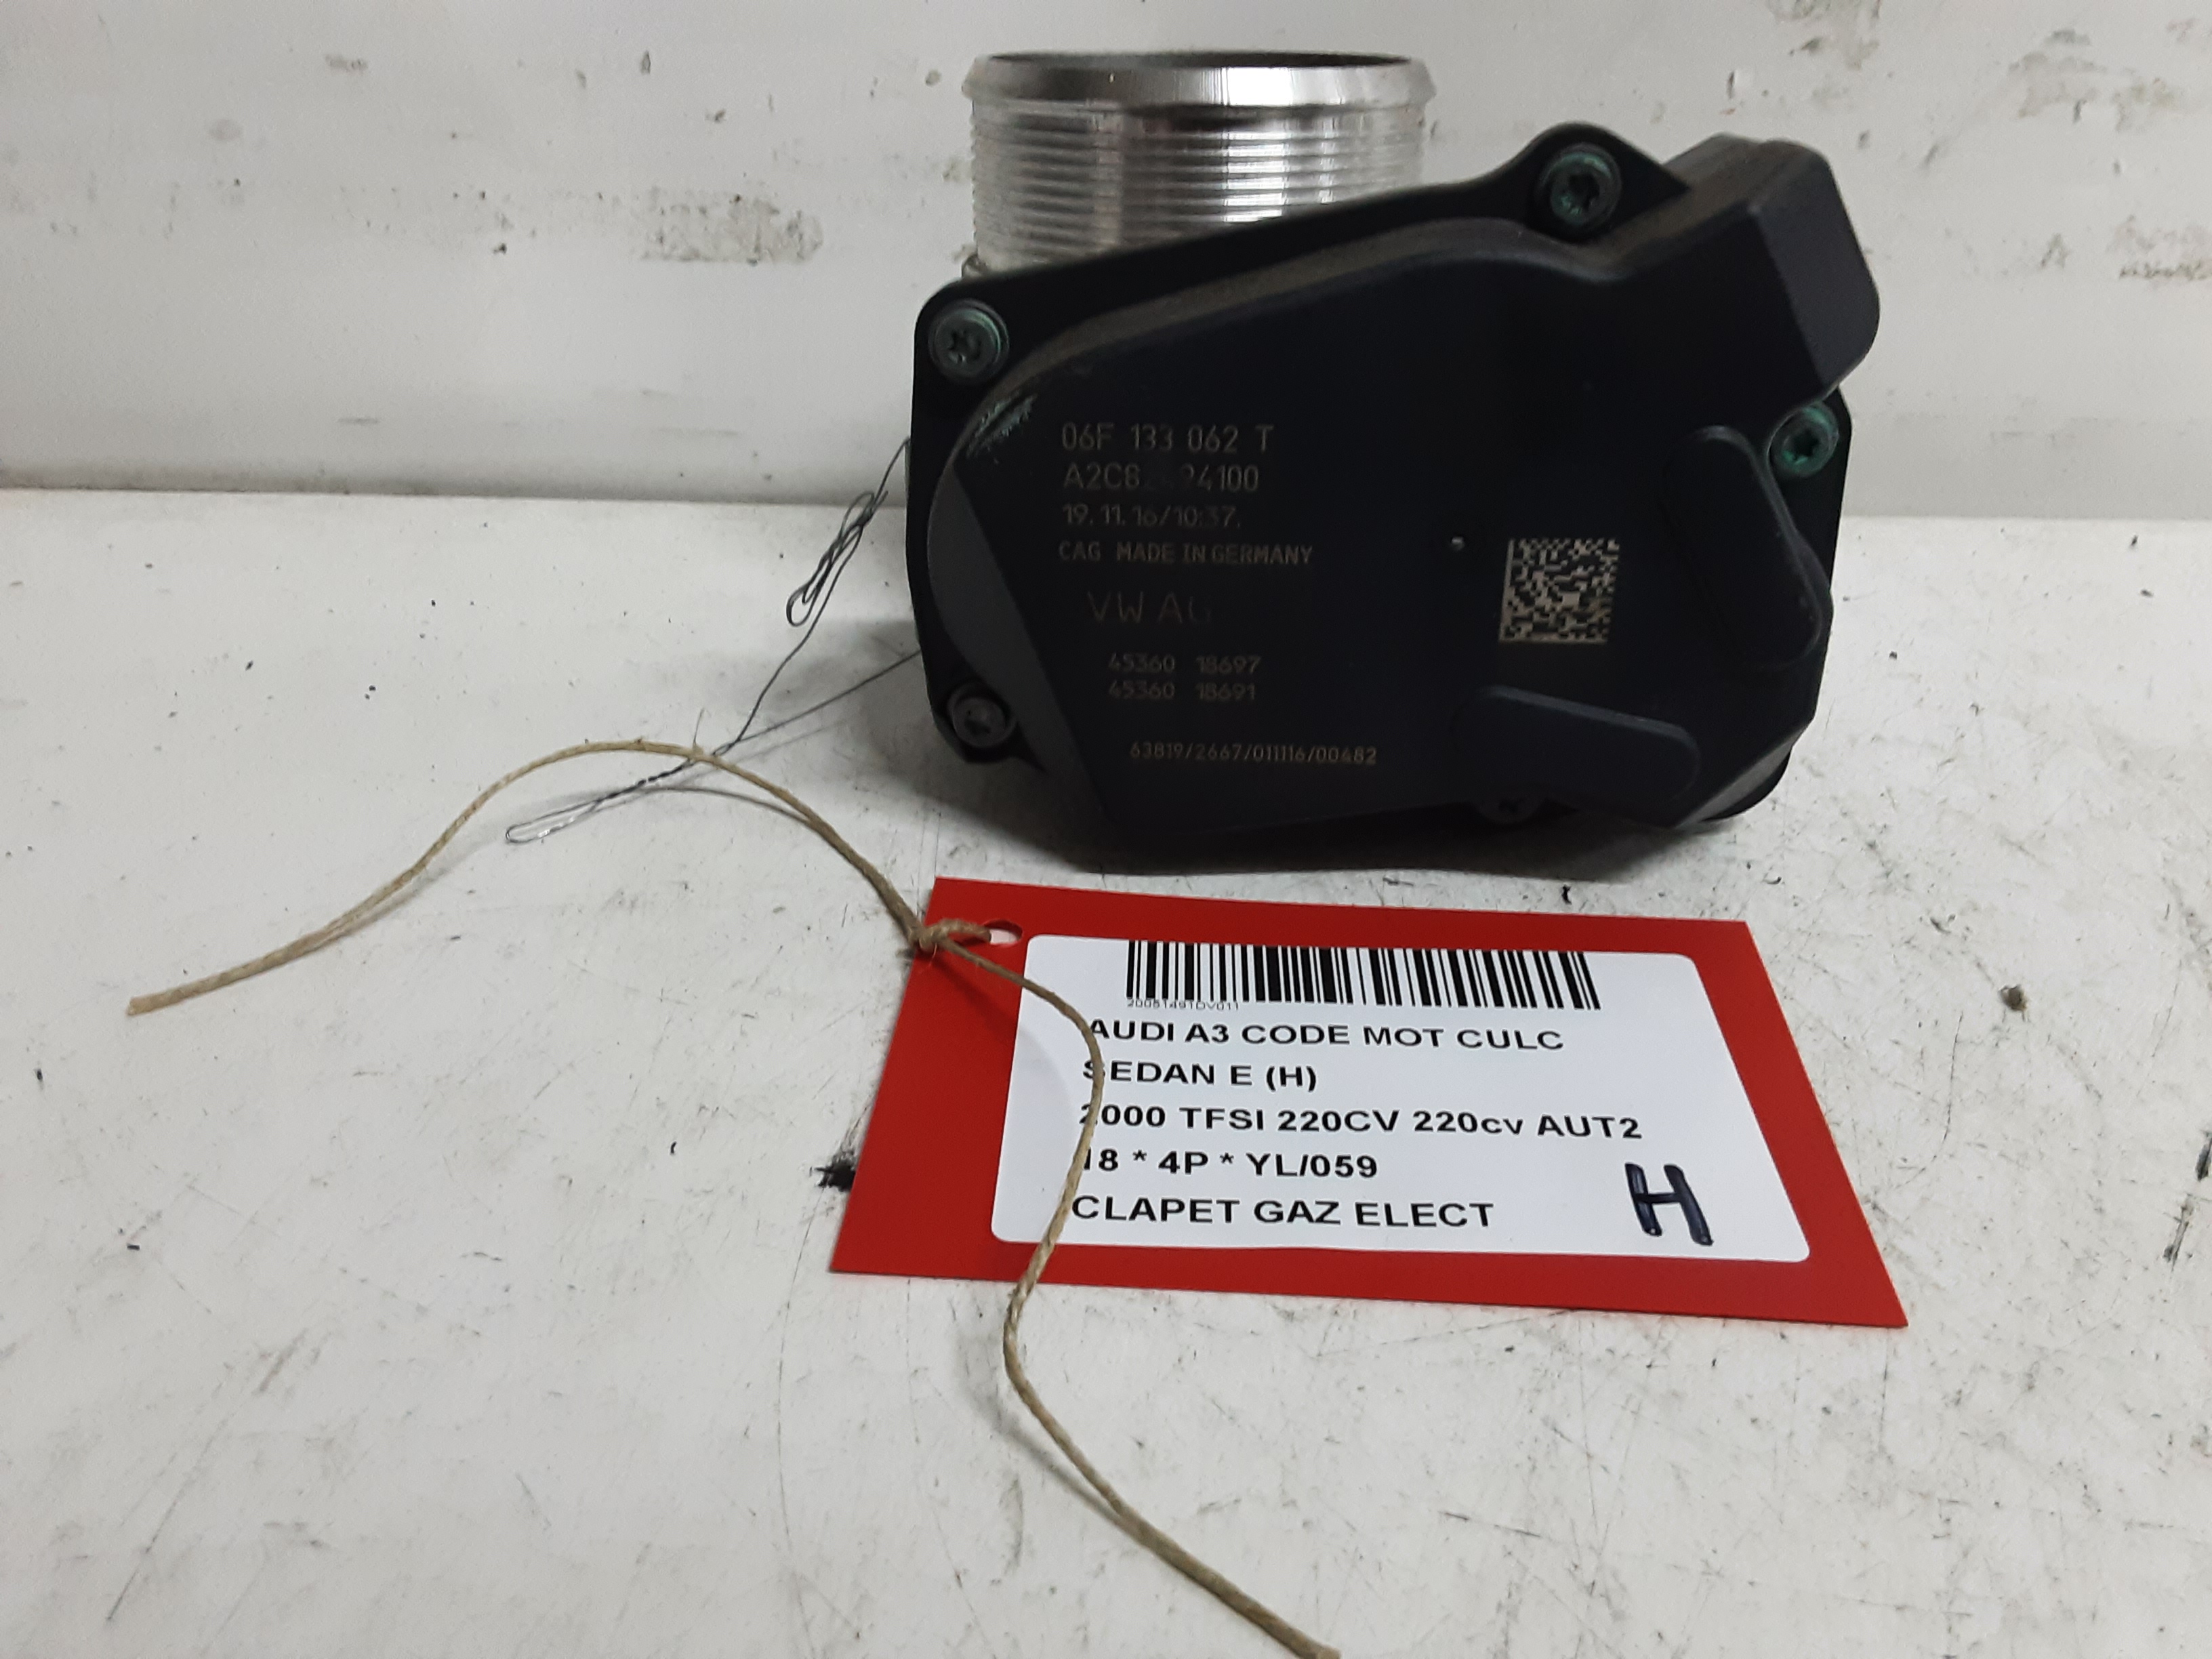 06F 133 062 T
19.11.16/10:37.
CAG MADE IN GERMANY
VW AG
45360 18697
45360 18691
63819/2667/011116/00482
AUDI A3 CODE MOT CULC
SEDAN E (H)
2000 TFSI 220CV 220cv AUT2
18 * 4P * YL/059
CLAPET GAZ ELECT
H